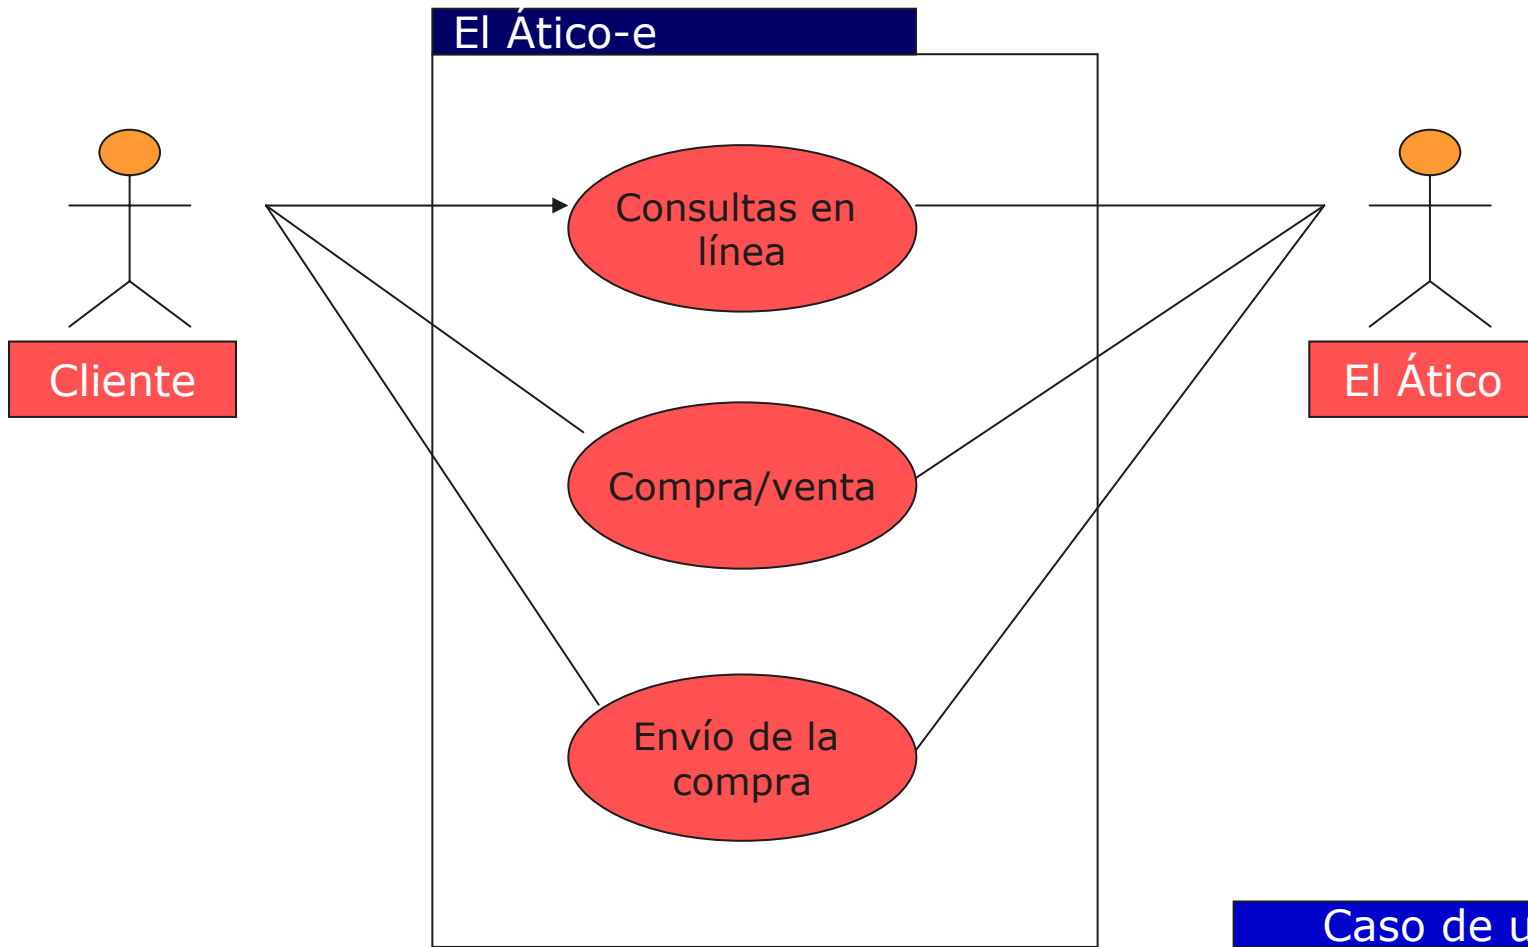 El Ático-e
Consultas en
línea
Cliente
El Ático
Compra/venta
Envío de la
compra
Caso de u